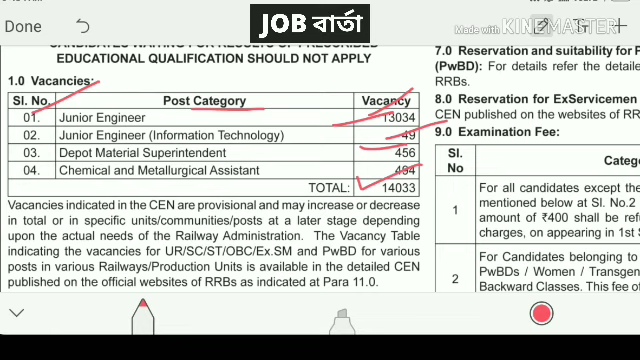 JOB বার্তা
Done
Made with KINEMASTER
EDUCATIONAL QUALIFICATION SHOULD NOT APPLY
1.0 Vacancies:
Sl. No. Post Category Vacancy
01. Junior Engineer 13034
02. Junior Engineer (Information Technology) 49
03. Depot Material Superintendent 456
04. Chemical and Metallurgical Assistant 494
TOTAL: 14033
Vacancies indicated in the CEN are provisional and may increase or decrease
in total or in specific units/communities/posts at a later stage depending
upon the actual needs of the Railway Administration. The Vacancy Table
indicating the vacancies for UR/SC/ST/OBC/Ex.SM and PwBD for various
posts in various Railways/Production Units is available in the detailed CEN
published on the official websites of RRBs as indicated at Para 11.0.
7.0 Reservation and suitability for P
(PwBD): For details refer the detaile
RRBs.
8.0 Reservation for ExServicemen
CEN published on the websites of RR
9.0 Examination Fee:
Sl.
No
Categ
1
For all candidates except the
mentioned below at Sl. No.2
amount of ₹400 shall be refu
charges, on appearing in 1st S
2
For Candidates belonging to
PwBDs / Women / Transgen
Backward Classes. This fee of